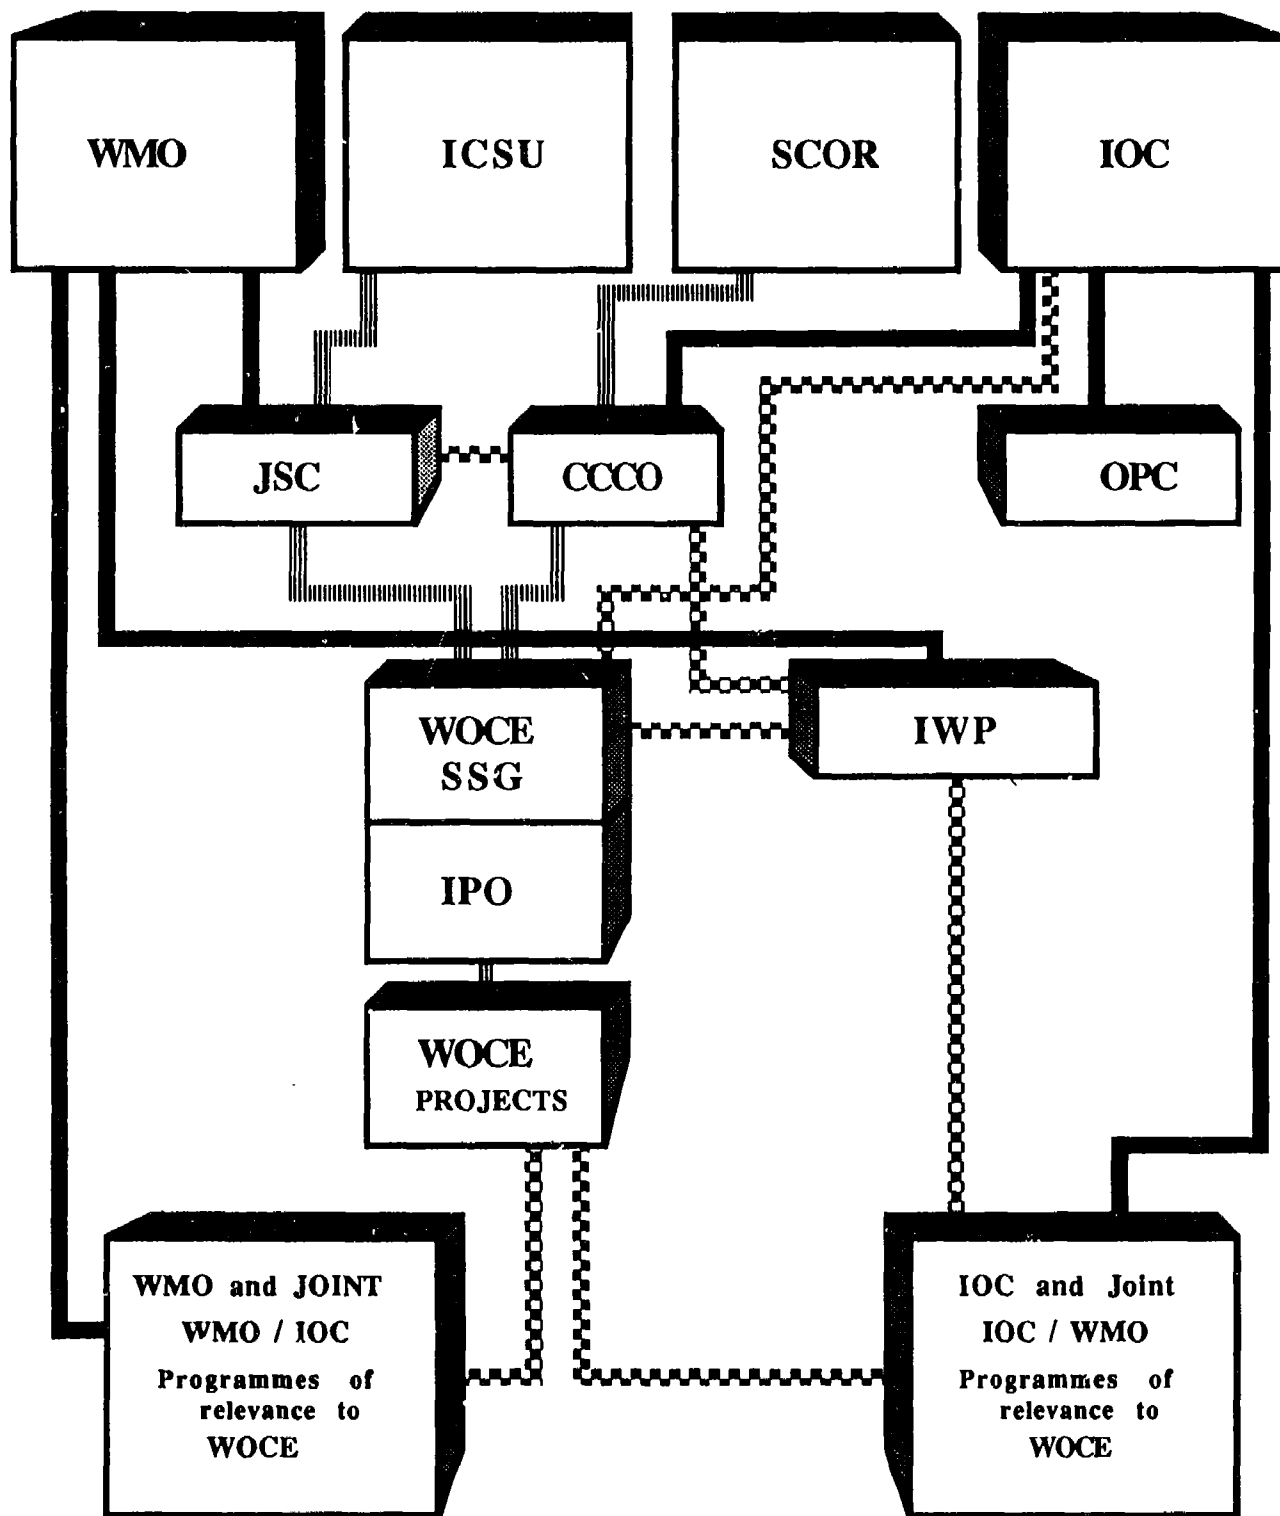 WMO
ICSU
SCOR
IOC
JSC
CCCO
OPC
WOCE
SSG
IWP
IPO
WOCE
PROJECTS
WMO and JOINT
WMO / IOC
Programmes of
relevance to
WOCE
IOC and Joint
IOC / WMO
Programmes of
relevance to
WOCE